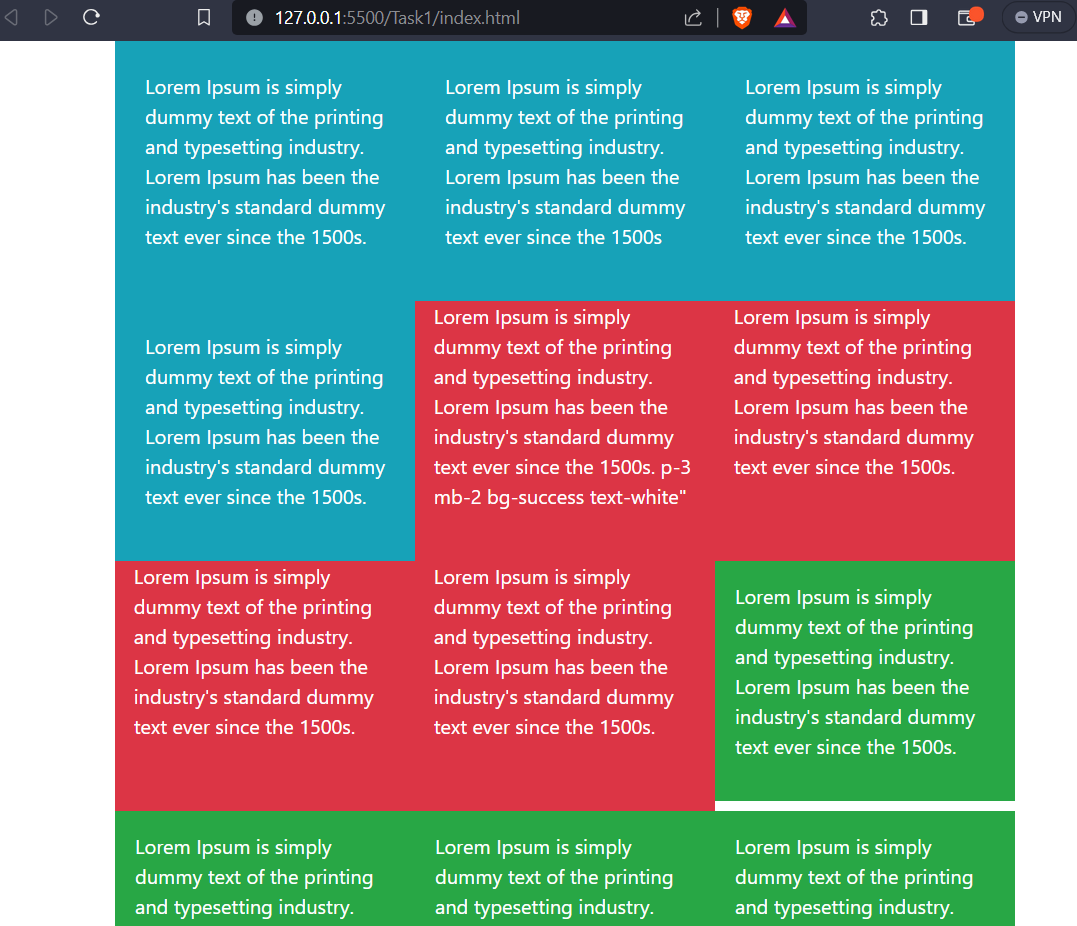 127.0.0.1:5500/Task1/index.html
VPN
Lorem Ipsum is simply
dummy text of the printing
and typesetting industry.
Lorem Ipsum has been the
industry's standard dummy
text ever since the 1500s.
Lorem Ipsum is simply
dummy text of the printing
and typesetting industry.
Lorem Ipsum has been the
industry's standard dummy
text ever since the 1500s
Lorem Ipsum is simply
dummy text of the printing
and typesetting industry.
Lorem Ipsum has been the
industry's standard dummy
text ever since the 1500s.
Lorem Ipsum is simply
dummy text of the printing
and typesetting industry.
Lorem Ipsum has been the
industry's standard dummy
text ever since the 1500s.
Lorem Ipsum is simply
dummy text of the printing
and typesetting industry.
Lorem Ipsum has been the
industry's standard dummy
text ever since the 1500s. p-3
mb-2 bg-success text-white"
Lorem Ipsum is simply
dummy text of the printing
and typesetting industry.
Lorem Ipsum has been the
industry's standard dummy
text ever since the 1500s.
Lorem Ipsum is simply
dummy text of the printing
and typesetting industry.
Lorem Ipsum has been the
industry's standard dummy
text ever since the 1500s.
Lorem Ipsum is simply
dummy text of the printing
and typesetting industry.
Lorem Ipsum has been the
industry's standard dummy
text ever since the 1500s.
Lorem Ipsum is simply
dummy text of the printing
and typesetting industry.
Lorem Ipsum has been the
industry's standard dummy
text ever since the 1500s.
Lorem Ipsum is simply
dummy text of the printing
and typesetting industry.
Lorem Ipsum is simply
dummy text of the printing
and typesetting industry.
Lorem Ipsum is simply
dummy text of the printing
and typesetting industry.